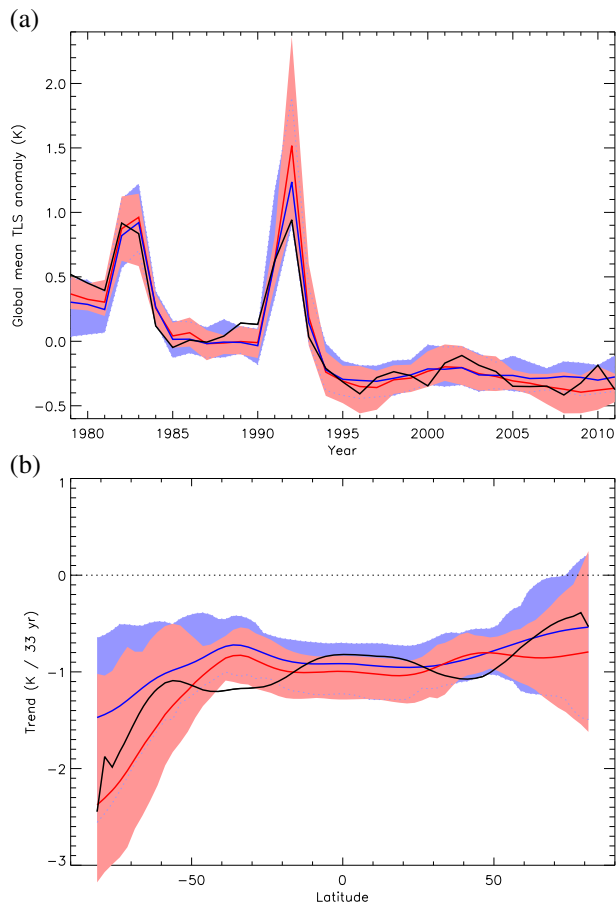 (a)
Global mean TLS anomaly (K)
2.0
1.5
1.0
0.5
0.0
−0.5
1980 1985 1990 1995 2000 2005 2010
Year
(b)
Trend (K / 33 yr)
1
0
−1
−2
−3
−50 0 50
Latitude